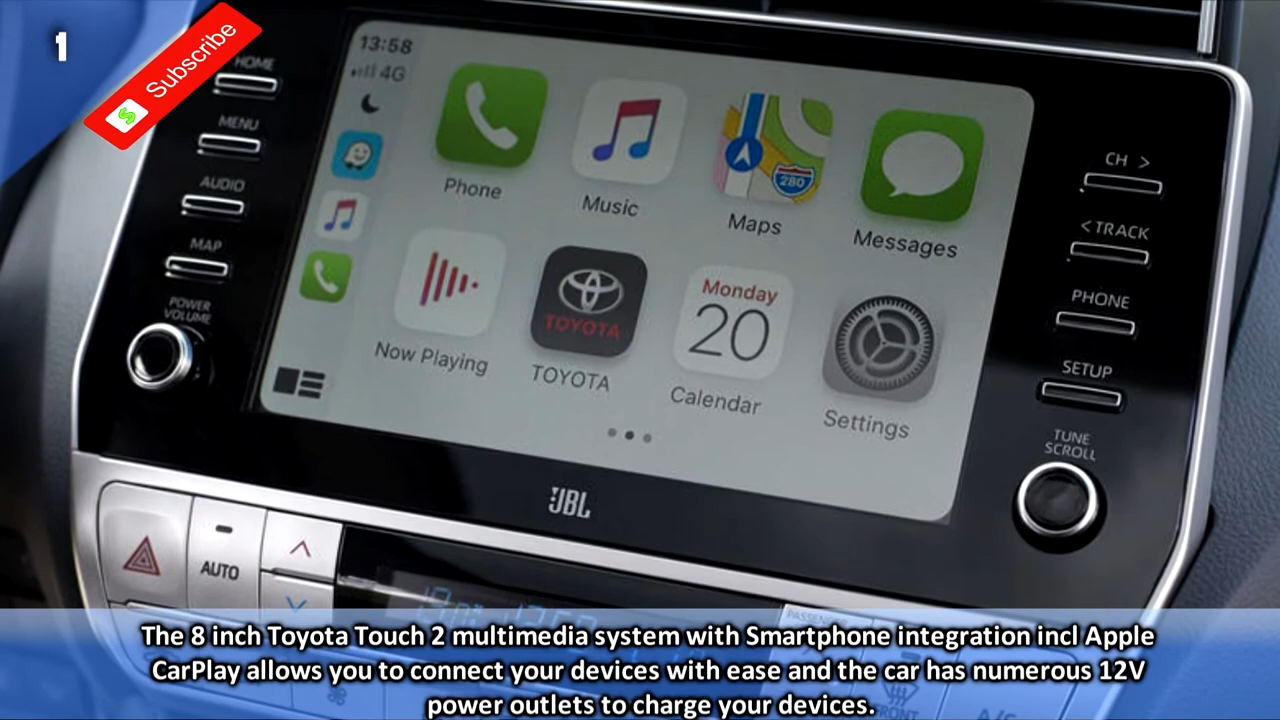 1
Subscribe
HOME
MENU
AUDIO
MAP
POWER
VOLUME
13:58
4G
Phone
Music
280
Maps
Messages
Now Playing
TOYOTA
TOYOTA
Monday
20
Calendar
Settings
CH >
< TRACK
PHONE
SETUP
TUNE
SCROLL
JBL
AUTO
The 8 inch Toyota Touch 2 multimedia system with Smartphone integration incl Apple
CarPlay allows you to connect your devices with ease and the car has numerous 12V
power outlets to charge your devices.
FRONT
A/C